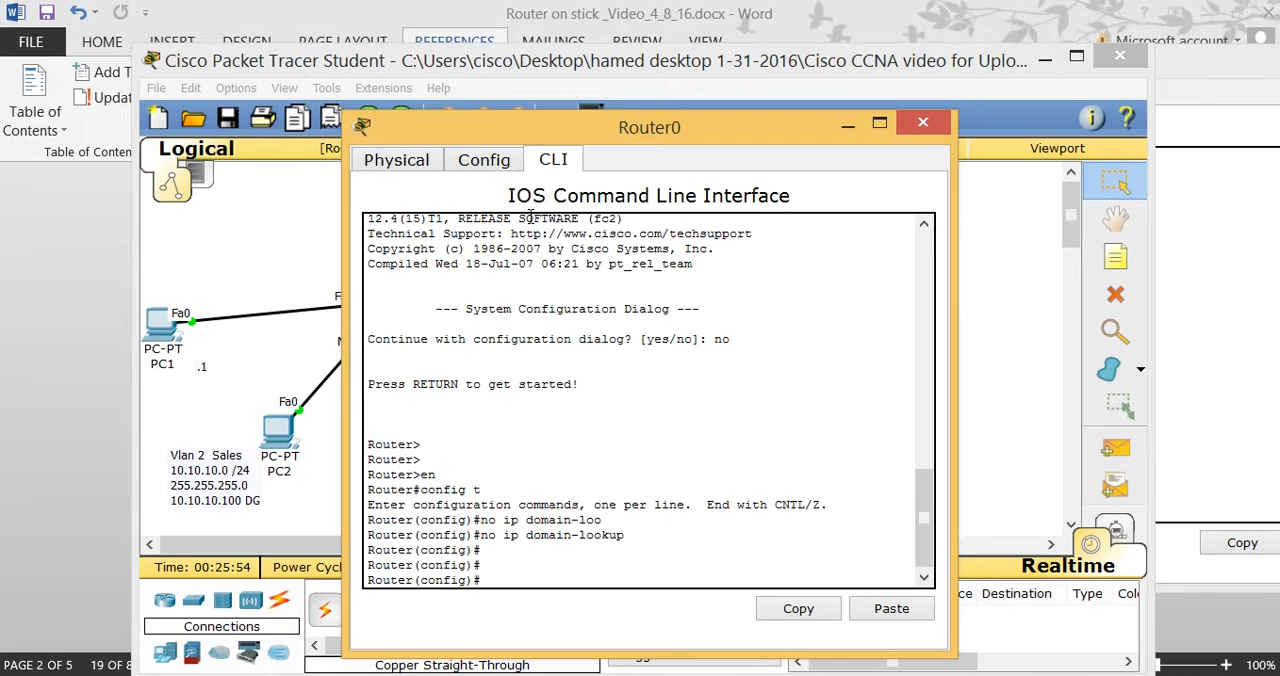 Router on stick _Video_4_8_16.docx - Word
FILE
HOME
INSERT
DESIGN
PAGE LAYOUT
REFERENCES
MAILINGS
REVIEW
VIEW
Microsoft account
Table of
Contents
Add T
Updat
Table of Conten
Cisco Packet Tracer Student - C:\Users\cisco\Desktop\hamed desktop 1-31-2016\Cisco CCNA video for Uplo...
File Edit Options View Tools Extensions Help
Logical
[Ro
Viewport
Router0
Physical
Config
CLI
IOS Command Line Interface
12.4(15)T1, RELEASE SOFTWARE (fc2)
Technical Support: http://www.cisco.com/techsupport
Copyright (c) 1986-2007 by Cisco Systems, Inc.
Compiled Wed 18-Jul-07 06:21 by pt_rel_team
--- System Configuration Dialog ---
Continue with configuration dialog? [yes/no]: no
Press RETURN to get started!
Router>
Router>
Router>en
Router#config t
Enter configuration commands, one per line.  End with CNTL/Z.
Router(config)#no ip domain-loo
Router(config)#no ip domain-lookup
Router(config)#
Router(config)#
Router(config)#
Copy
Paste
Fa0
PC-PT
PC1
.1
Fa0
PC-PT
PC2
Vlan 2  Sales
10.10.10.0 /24
255.255.0.0
10.10.10.100 DG
Time: 00:25:54
Power Cycl
Realtime
Connections
Copper Straight-Through
Destination
Type
Copy
PAGE 2 OF 5
19 OF 8
100%